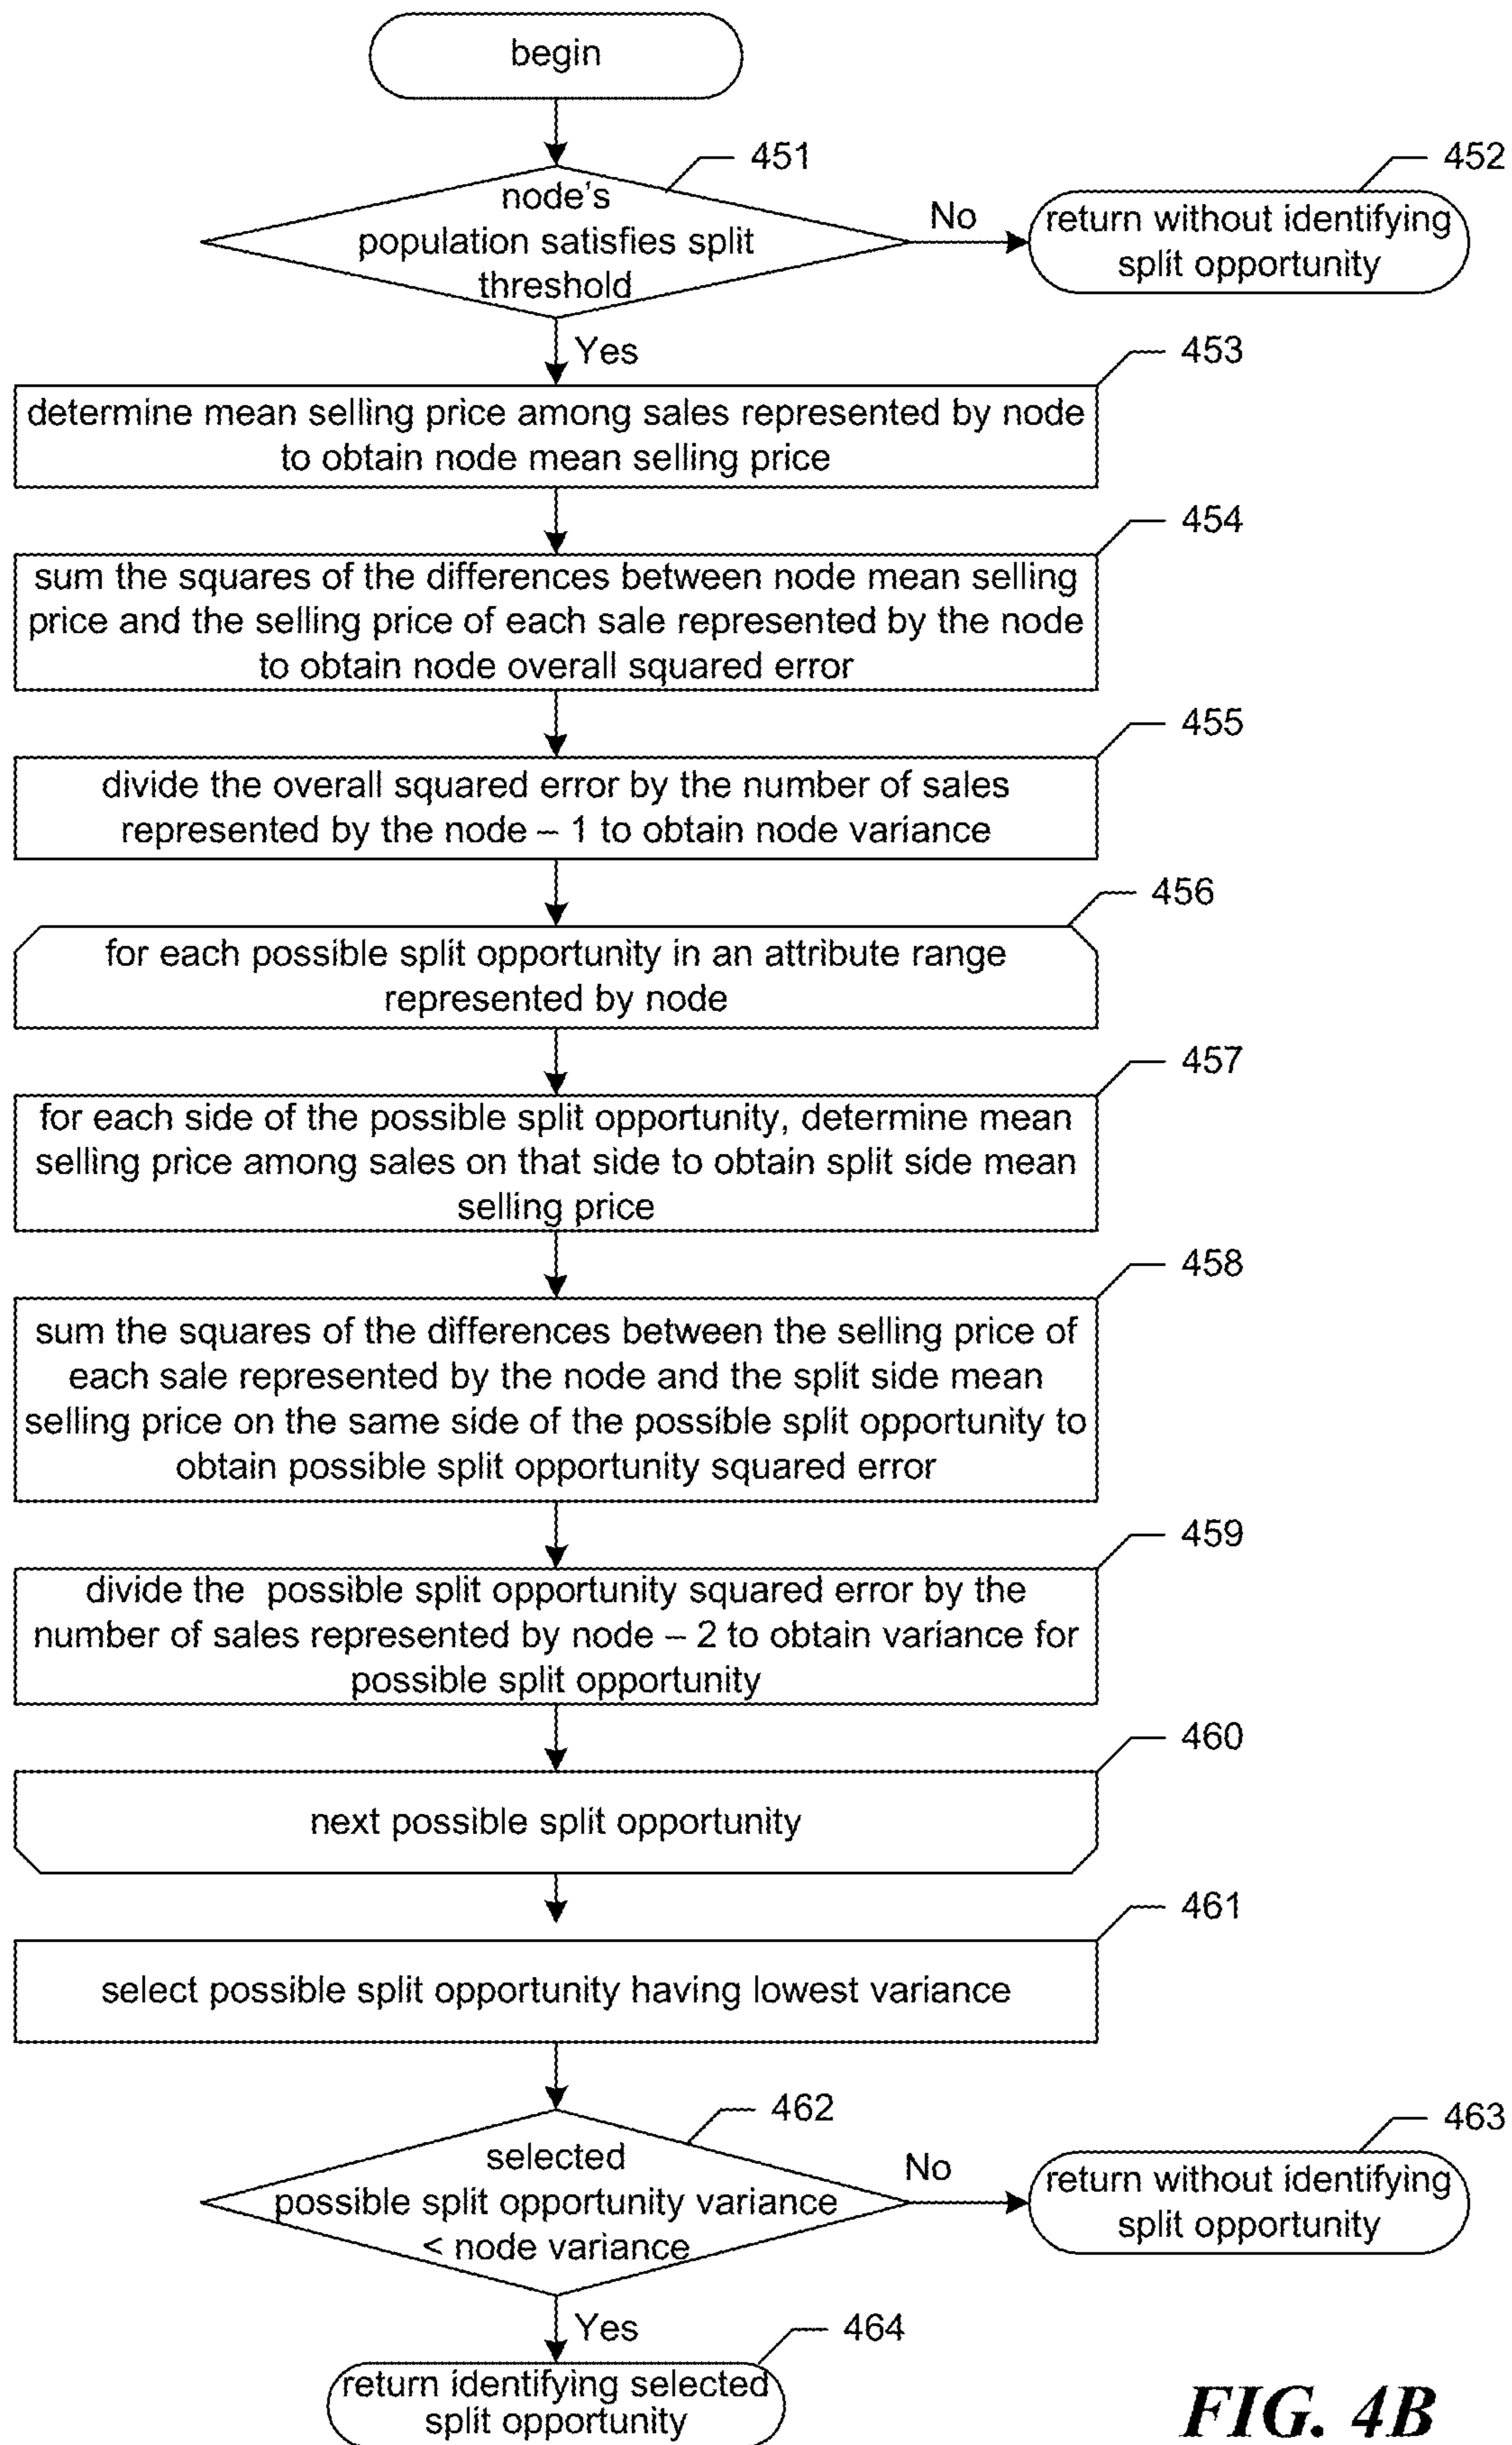 begin
451
node's
population satisfies split
threshold
No
452
return without identifying
split opportunity
Yes
453
determine mean selling price among sales represented by node
to obtain node mean selling price
454
sum the squares of the differences between node mean selling
price and the selling price of each sale represented by the node
to obtain node overall squared error
455
divide the overall squared error by the number of sales
represented by the node – 1 to obtain node variance
456
for each possible split opportunity in an attribute range
represented by node
457
for each side of the possible split opportunity, determine mean
selling price among sales on that side to obtain split side mean
selling price
458
sum the squares of the differences between the selling price of
each sale represented by the node and the split side mean
selling price on the same side of the possible split opportunity to
obtain possible split opportunity squared error
459
divide the possible split opportunity squared error by the
number of sales represented by node – 2 to obtain variance for
possible split opportunity
460
next possible split opportunity
461
select possible split opportunity having lowest variance
462
selected
possible split opportunity variance
< node variance
No
463
return without identifying
split opportunity
Yes
464
return identifying selected
split opportunity
FIG. 4B